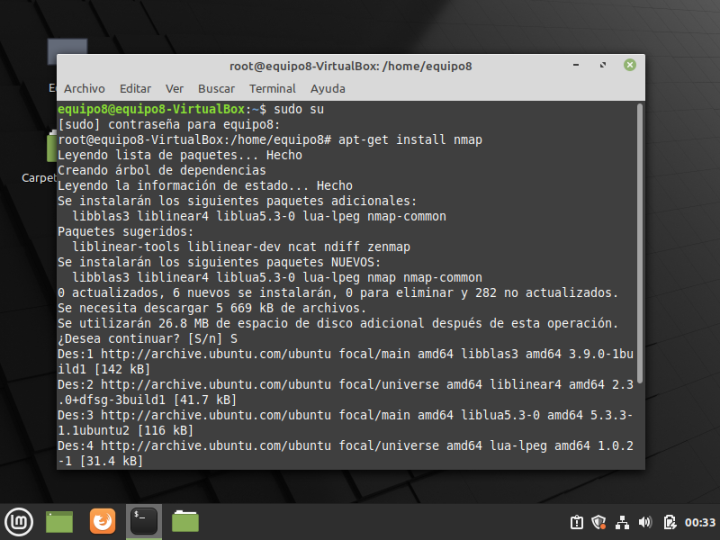 root@equipo8-VirtualBox: /home/equipo8
Archivo Editar Ver Buscar Terminal Ayuda
equipo8@equipo8-VirtualBox:~$ sudo su
[sudo] contraseña para equipo8:
root@equipo8-VirtualBox:/home/equipo8# apt-get install nmap
Leyendo lista de paquetes... Hecho
Creando árbol de dependencias
Leyendo la información de estado... Hecho
Se instalarán los siguientes paquetes adicionales:
  libblas3 liblinear4 liblua5.3-0 lua-lpeg nmap-common
Paquetes sugeridos:
  liblinear-tools liblinear-dev ncat ndiff zenmap
Se instalarán los siguientes paquetes NUEVOS:
  libblas3 liblinear4 liblua5.3-0 lua-lpeg nmap nmap-common
0 actualizados, 6 nuevos se instalarán, 0 para eliminar y 282 no actualizados.
Se necesita descargar 5 669 kB de archivos.
Se utilizarán 26.8 MB de espacio de disco adicional después de esta operación.
¿Desea continuar? [S/n] S
Des:1 http://archive.ubuntu.com/ubuntu focal/main amd64 libblas3 amd64 3.9.0-1bu
ild1 [142 kB]
Des:2 http://archive.ubuntu.com/ubuntu focal/universe amd64 liblinear4 amd64 2.3
.0+dfsg-3build1 [41.7 kB]
Des:3 http://archive.ubuntu.com/ubuntu focal/main amd64 liblua5.3-0 amd64 5.3.3-
1.1ubuntu2 [116 kB]
Des:4 http://archive.ubuntu.com/ubuntu focal/universe amd64 lua-lpeg amd64 1.0.2
-1 [31.4 kB]
Carpet
00:33